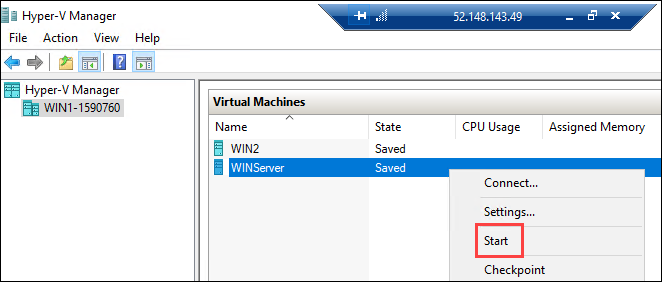 Hyper-V Manager
52.148.143.49
File Action View Help
Hyper-V Manager
WIN1-1590760
Virtual Machines
Name State CPU Usage Assigned Memory
WIN2 Saved
WINServer Saved
Connect...
Settings...
Start
Checkpoint